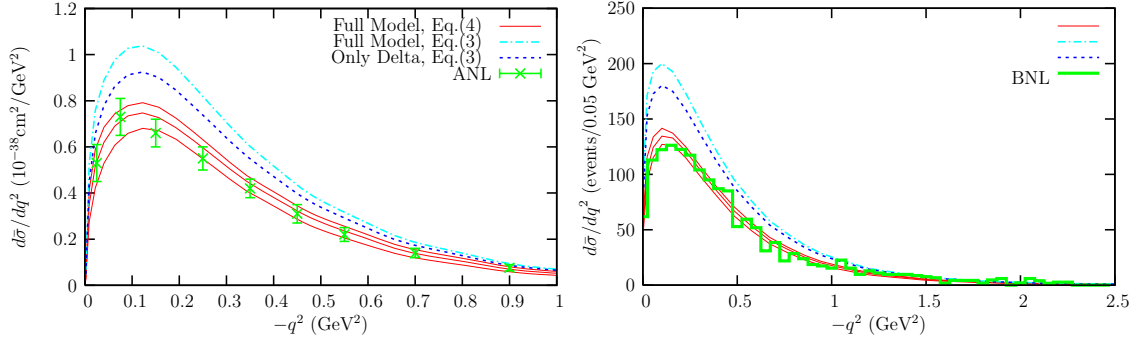 Full Model, Eq.(4)
Full Model, Eq.(3)
Only Delta, Eq.(3)
ANL
dσ̄/dq² (10⁻³⁸cm²/GeV²)
1.2
1
0.8
0.6
0.4
0.2
0
0 0.1 0.2 0.3 0.4 0.5 0.6 0.7 0.8 0.9 1
−q² (GeV²)
BNL
dσ̄/dq² (events/0.05 GeV²)
250
200
150
100
50
0
0 0.5 1 1.5 2 2.5
−q² (GeV²)